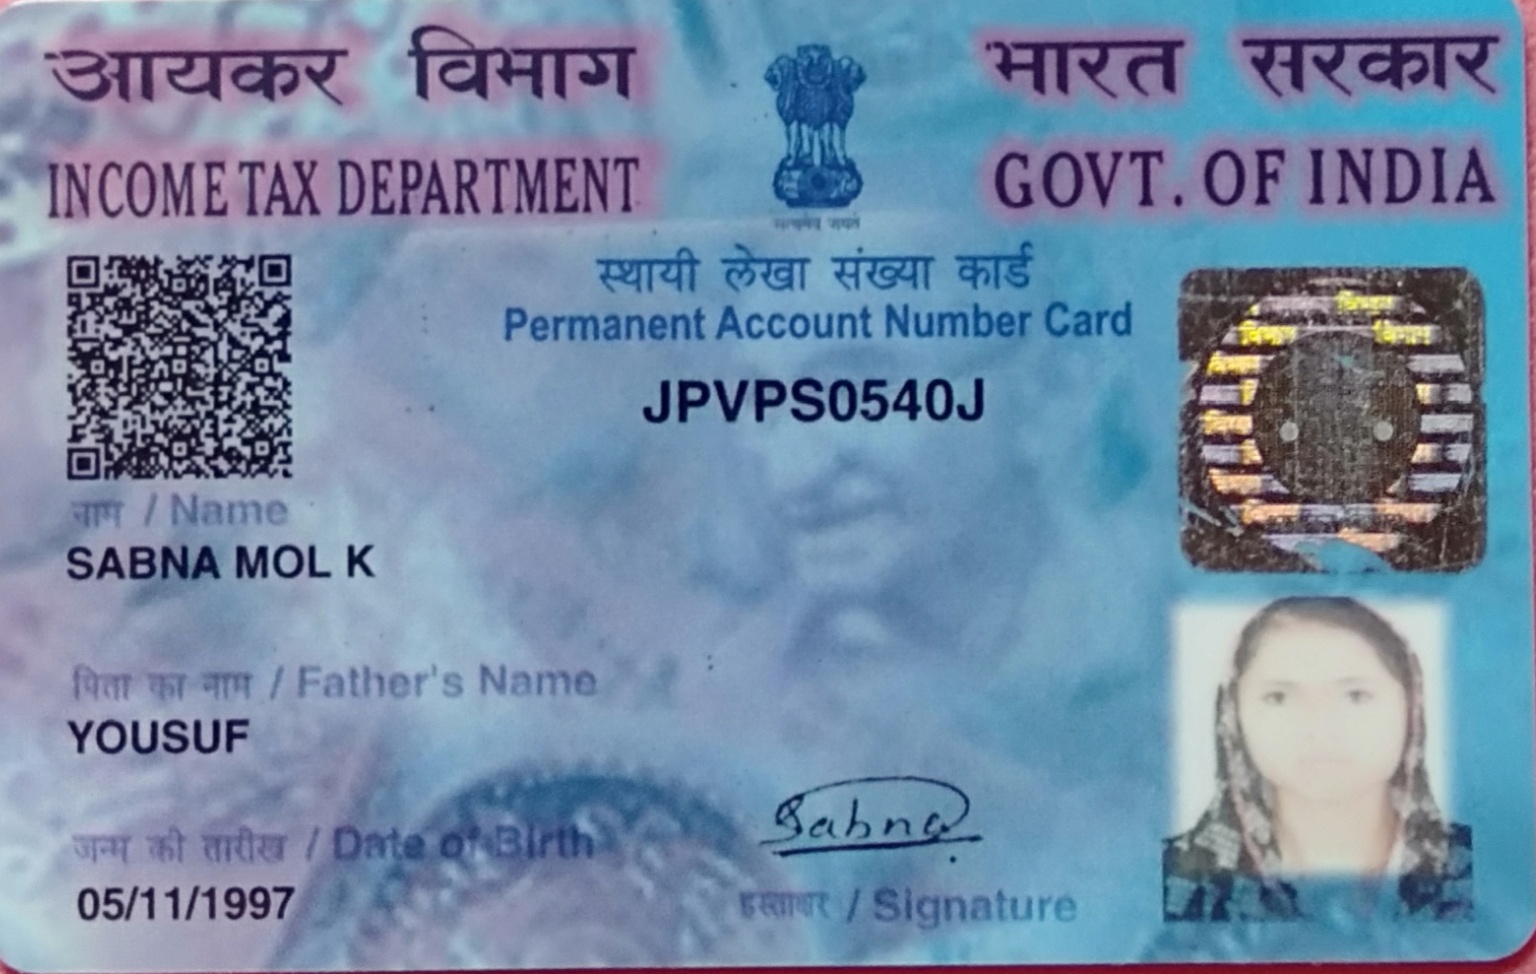 आयकर विभाग
INCOME TAX DEPARTMENT
भारत सरकार
GOVT. OF INDIA
सत्यमेव जयते
स्थायी लेखा संख्या कार्ड
Permanent Account Number Card
JPVPS0540J
नाम / Name
SABNA MOL K
पिता का नाम / Father's Name
YOUSUF
जन्म की तारीख / Date of Birth
05/11/1997
Sabna
हस्ताक्षर / Signature
विभाग
विभाग विभाग